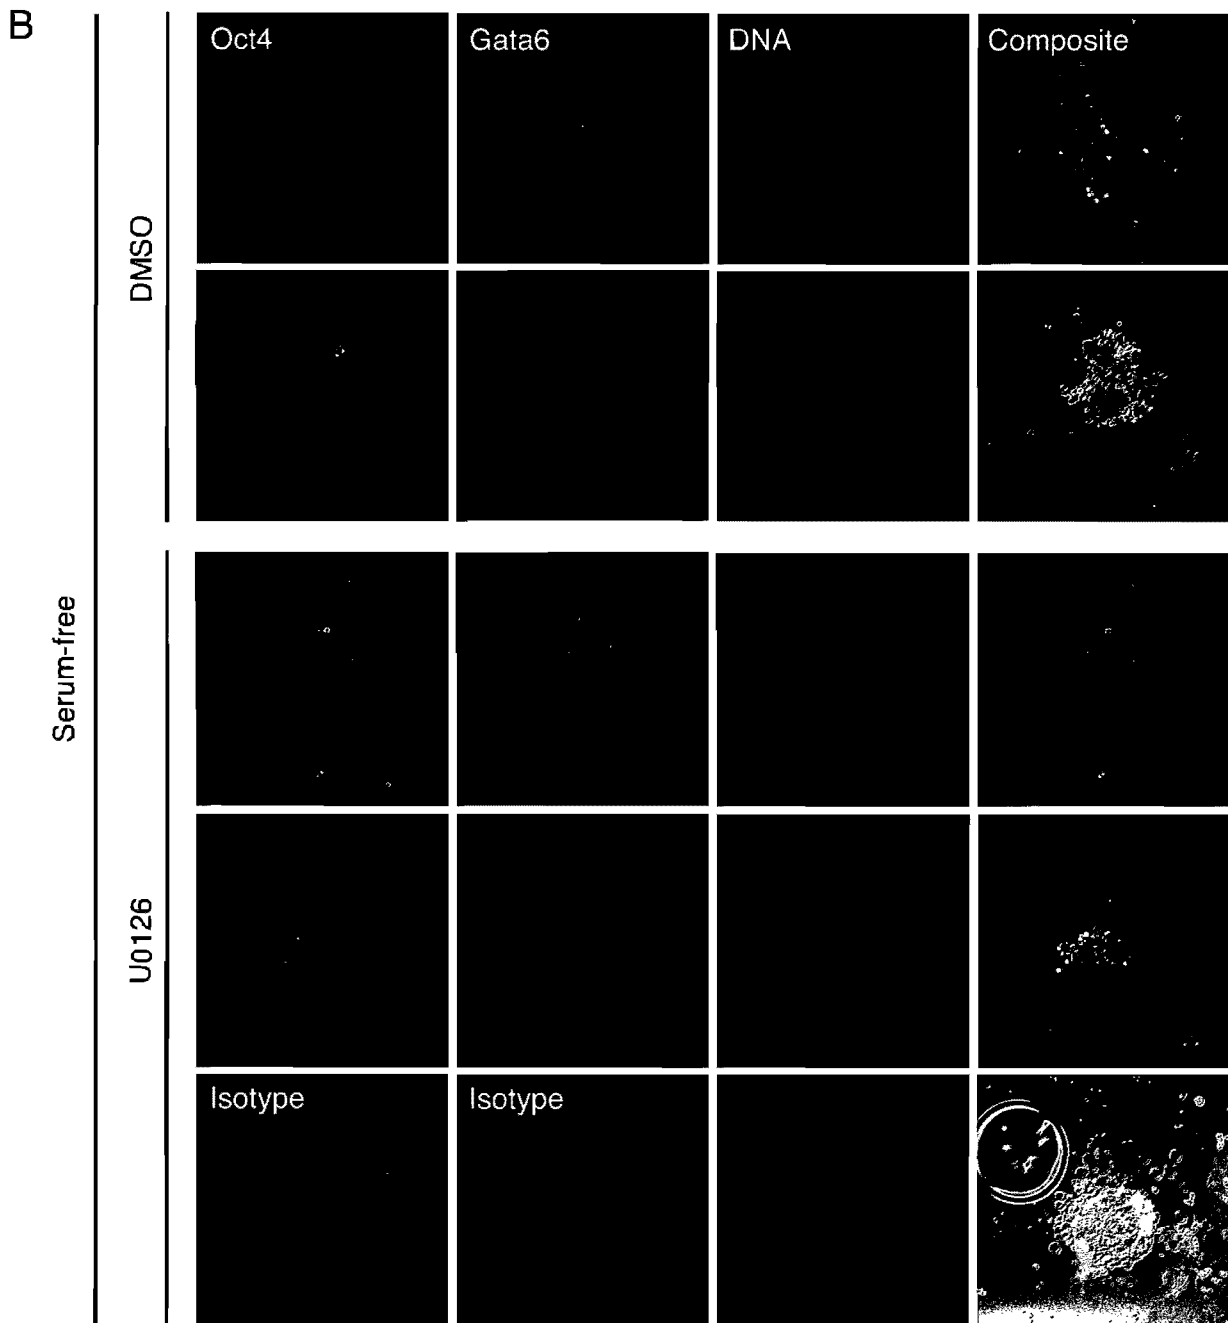 B
Oct4
Gata6
DNA
Composite
DMSO
Serum-free
U0126
Isotype
Isotype